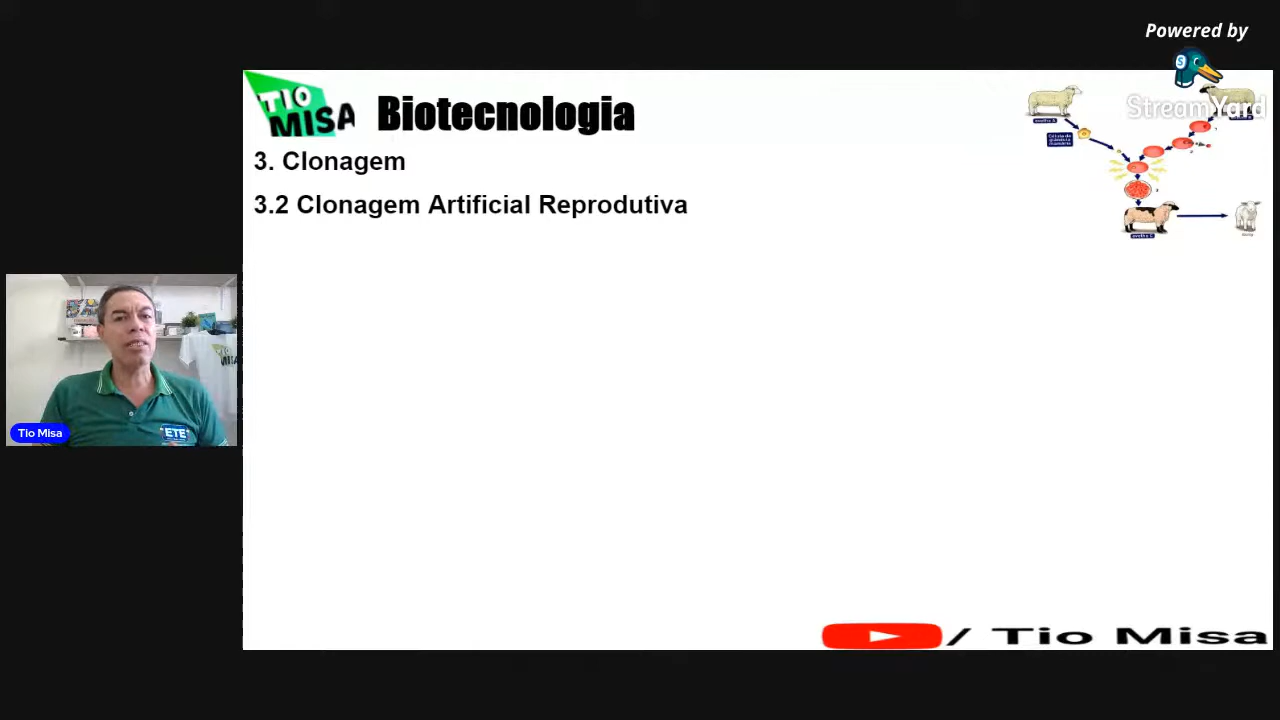 Powered by
StreamYard
TIO
MISA
Biotecnologia
3. Clonagem
3.2 Clonagem Artificial Reprodutiva
ETE
Tio Misa
/ Tio Misa